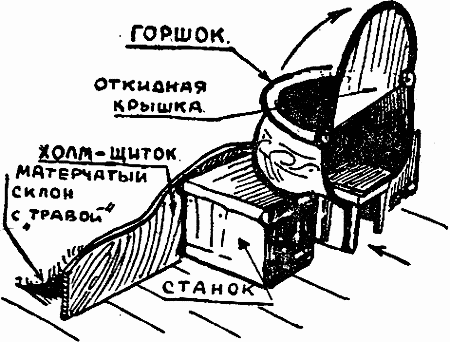 ГОРШОК.
ОТКИДНАЯ
КРЫШКА.
ХОЛМ-ЩИТОК.
МАТЕРЧАТЫЙ
СКЛОН
С "ТРАВОЙ"
СТАНОК